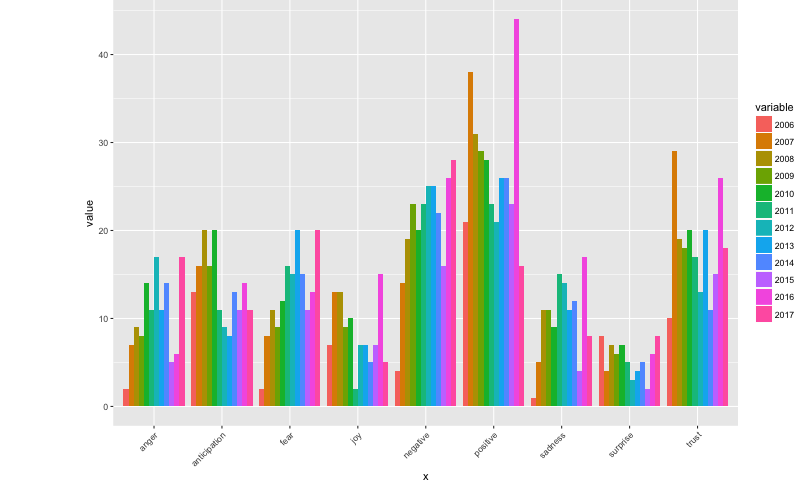 40
30
20
10
0
value
anger
anticipation
fear
joy
negative
positive
sadness
surprise
trust
x
variable
2006
2007
2008
2009
2010
2011
2012
2013
2014
2015
2016
2017